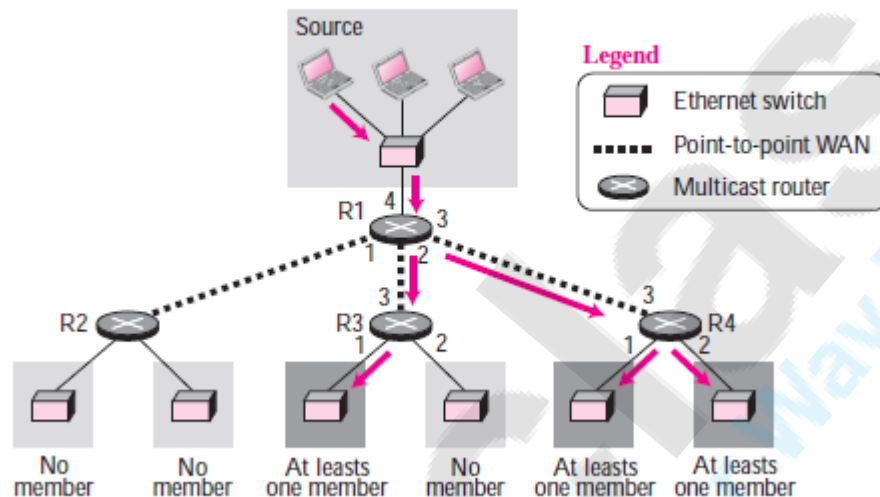 Source
Legend
Ethernet switch
Point-to-point WAN
Multicast router
4
R1
3
1
2
3
3
R2
R3
R4
1
2
1
2
No
member
No
member
At leasts
one member
No
member
At leasts
one member
At leasts
one member